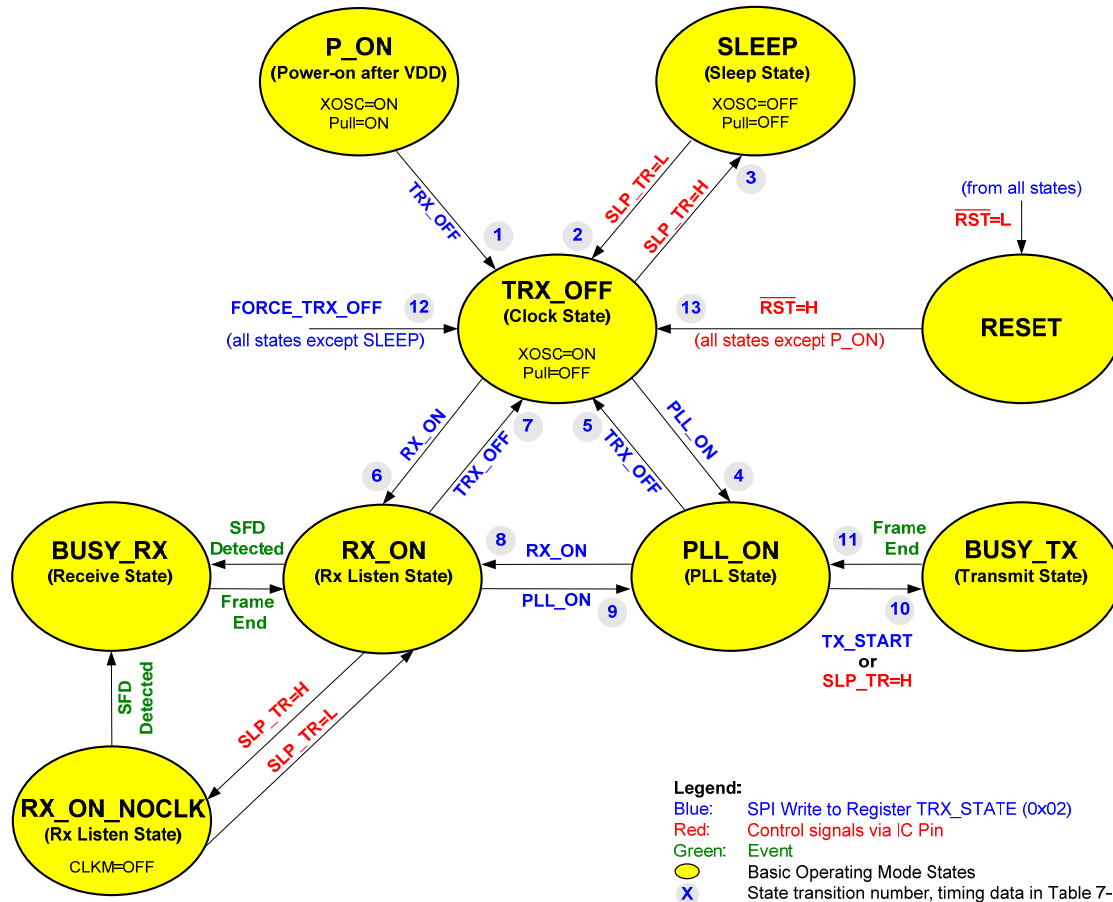 P_ON
(Power-on after VDD)
XOSC=ON
Pull=ON
SLEEP
(Sleep State)
XOSC=OFF
Pull=OFF
TRX_OFF
1
2
SLP_TR=L
SLP_TR=H
3
(from all states)
RST=L
RESET
TRX_OFF
(Clock State)
XOSC=ON
Pull=OFF
FORCE_TRX_OFF
12
(all states except SLEEP)
13
RST=H
(all states except P_ON)
RX_ON
6
7
TRX_OFF
5
TRX_OFF
PLL_ON
4
BUSY_RX
(Receive State)
SFD
Detected
Frame
End
RX_ON
(Rx Listen State)
8
RX_ON
PLL_ON
9
PLL_ON
(PLL State)
11
Frame
End
10
TX_START
or
SLP_TR=H
BUSY_TX
(Transmit State)
SFD
Detected
SLP_TR=H
SLP_TR=L
RX_ON_NOCLK
(Rx Listen State)
CLKM=OFF
Legend:
Blue: SPI Write to Register TRX_STATE (0x02)
Red: Control signals via IC Pin
Green: Event
Basic Operating Mode States
X State transition number, timing data in Table 7-